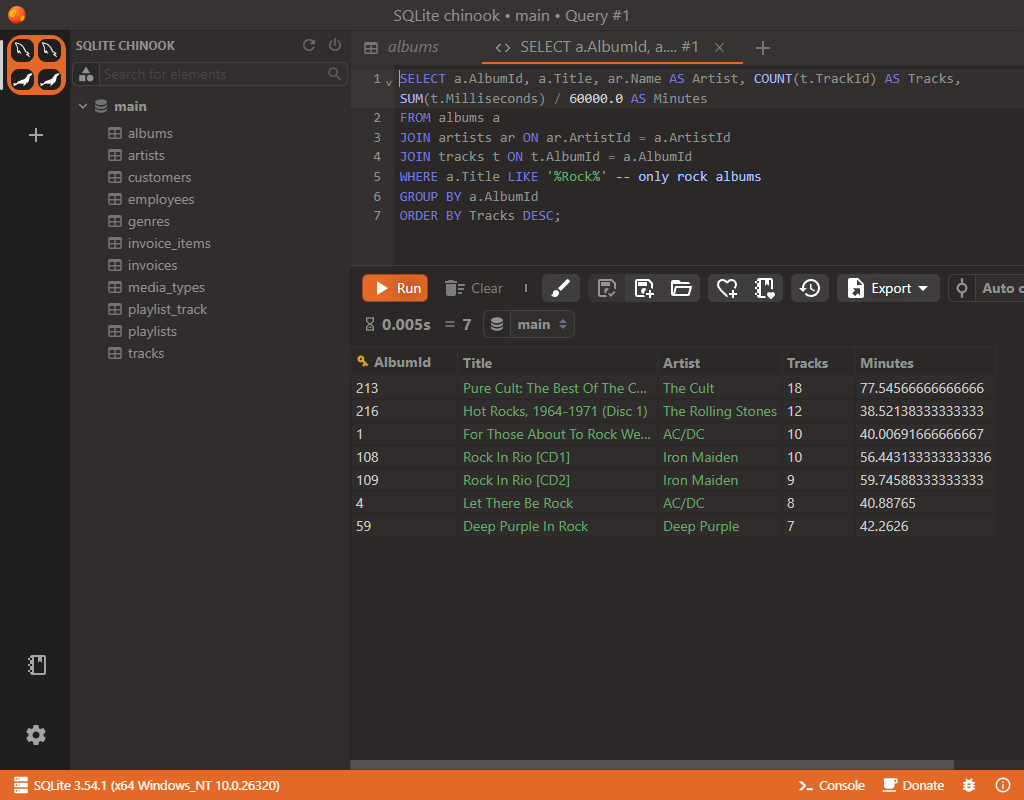 SQLite chinook • main • Query #1
SQLITE CHINOOK
Search for elements
main
albums
artists
customers
employees
genres
invoice_items
invoices
media_types
playlist_track
playlists
tracks
albums
SELECT a.AlbumId, a.... #1
1 SELECT a.AlbumId, a.Title, ar.Name AS Artist, COUNT(t.TrackId) AS Tracks,
SUM(t.Milliseconds) / 60000.0 AS Minutes
2 FROM albums a
3 JOIN artists ar ON ar.ArtistId = a.ArtistId
4 JOIN tracks t ON t.AlbumId = a.AlbumId
5 WHERE a.Title LIKE '%Rock%' -- only rock albums
6 GROUP BY a.AlbumId
7 ORDER BY Tracks DESC;
Run Clear Export Auto c
0.005s = 7 main
AlbumId Title Artist Tracks Minutes
213 Pure Cult: The Best Of The C... The Cult 18 77.54566666666666
216 Hot Rocks, 1964-1971 (Disc 1) The Rolling Stones 12 38.52138333333333
1 For Those About To Rock We... AC/DC 10 40.00691666666667
108 Rock In Rio [CD1] Iron Maiden 10 56.443133333333336
109 Rock In Rio [CD2] Iron Maiden 9 59.74588333333333
4 Let There Be Rock AC/DC 8 40.88765
59 Deep Purple In Rock Deep Purple 7 42.2626
SQLite 3.54.1 (x64 Windows_NT 10.0.26320) Console Donate